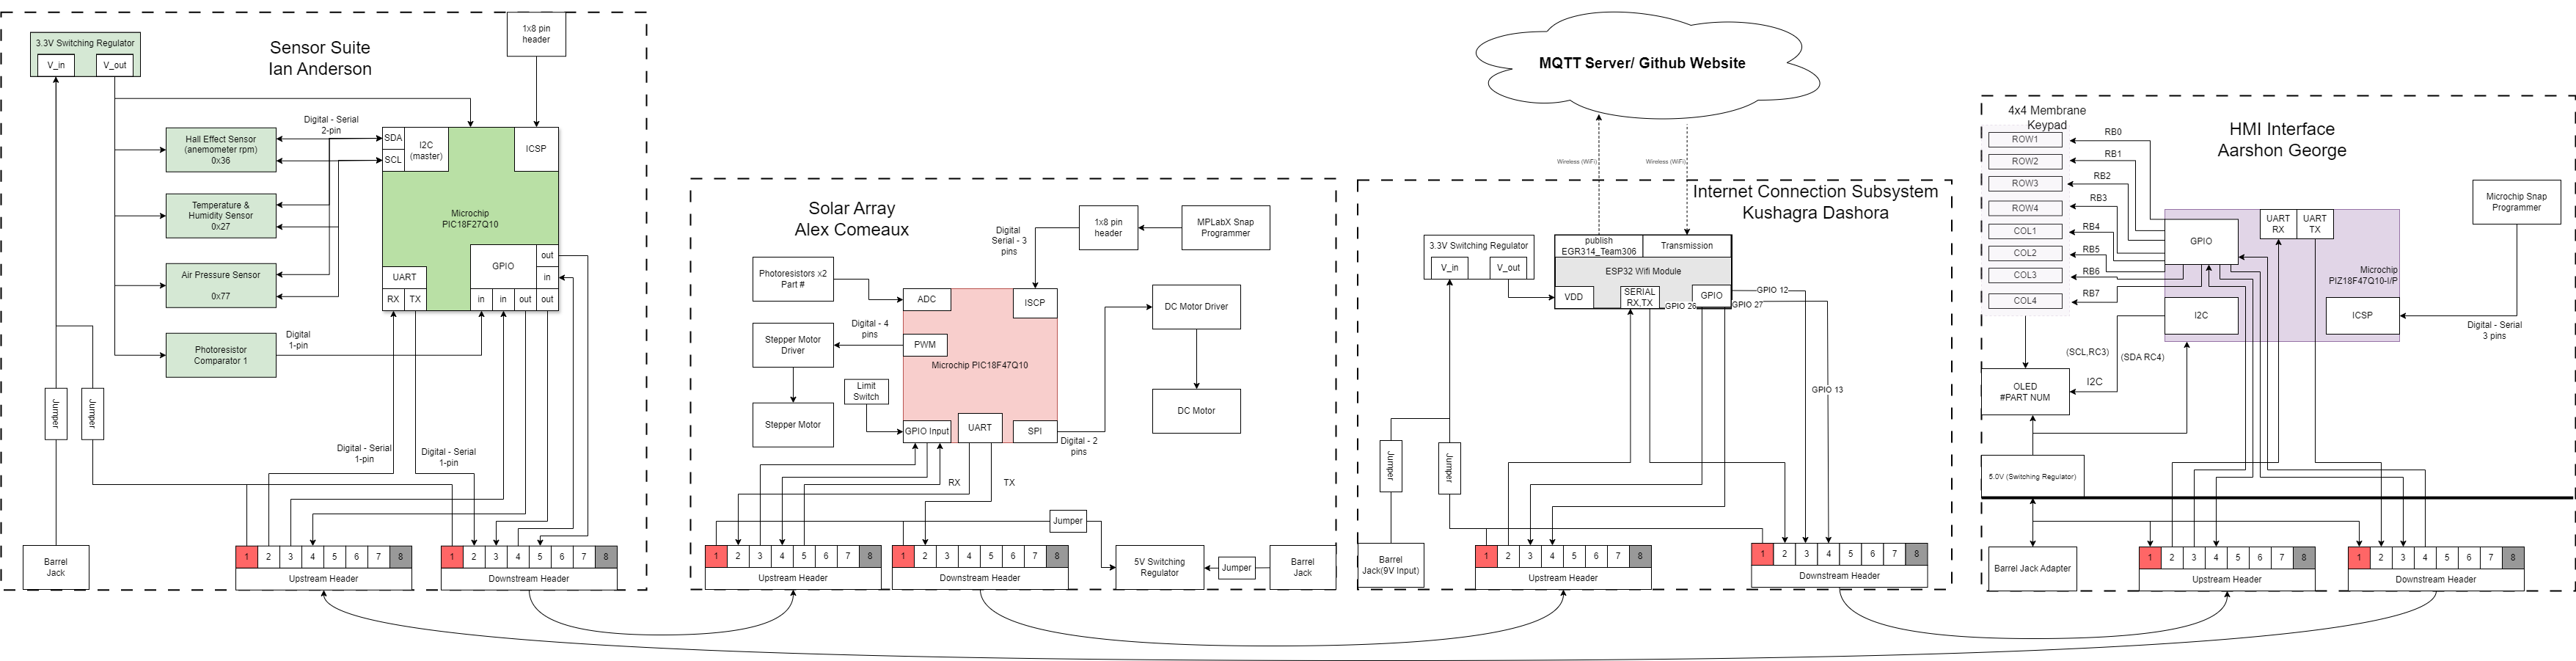 Sensor Suite
Ian Anderson
3.3V Switching Regulator
V_in
V_out
1x8 pin
header
Digital - Serial
2-pin
Hall Effect Sensor
(anemometer rpm)
0x36
Temperature &
Humidity Sensor
0x27
Air Pressure Sensor
0x77
Photoresistor
Comparator 1
Digital
1-pin
SDA
SCL
I2C
(master)
ICSP
Microchip
PIC18F27Q10
UART
RX
TX
GPIO
out
in
in
in
out
out
Jumper
Jumper
Digital - Serial
1-pin
Digital - Serial
1-pin
Barrel
Jack
1
2
3
4
5
6
7
8
Upstream Header
1
2
3
4
5
6
7
8
Downstream Header
Solar Array
Alex Comeaux
Digital
Serial - 3
pins
1x8 pin
header
MPLabX Snap
Programmer
Photoresistors x2
Part #
ADC
ISCP
Digital - 4
pins
Stepper Motor
Driver
PWM
Microchip PIC18F47Q10
Limit
Switch
Stepper Motor
GPIO Input
UART
SPI
Digital - 2
pins
DC Motor Driver
DC Motor
RX
TX
Jumper
1
2
3
4
5
6
7
8
Upstream Header
1
2
3
4
5
6
7
8
Downstream Header
5V Switching
Regulator
Jumper
Barrel
Jack
MQTT Server/ Github Website
Wireless (WiFi)
Wireless (WiFi)
Internet Connection Subsystem
Kushagra Dashora
3.3V Switching Regulator
V_in
V_out
publish
EGR314_Team306
Transmission
ESP32 Wifi Module
VDD
SERIAL
RX,TX
GPIO
GPIO 26
GPIO 27
GPIO 12
GPIO 13
Jumper
Jumper
Barrel
Jack(9V Input)
1
2
3
4
5
6
7
8
Upstream Header
1
2
3
4
5
6
7
8
Downstream Header
4x4 Membrane
Keypad
HMI Interface
Aarshon George
ROW1
ROW2
ROW3
ROW4
COL1
COL2
COL3
COL4
RB0
RB1
RB2
RB3
RB4
RB5
RB6
RB7
GPIO
UART
RX
UART
TX
Microchip
PIZ18F47Q10-I/P
I2C
ICSP
Microchip Snap
Programmer
Digital - Serial
3 pins
(SCL,RC3)
(SDA RC4)
I2C
OLED
#PART NUM
5.0V (Switching Regulator)
Barrel Jack Adapter
1
2
3
4
5
6
7
8
Upstream Header
1
2
3
4
5
6
7
8
Downstream Header